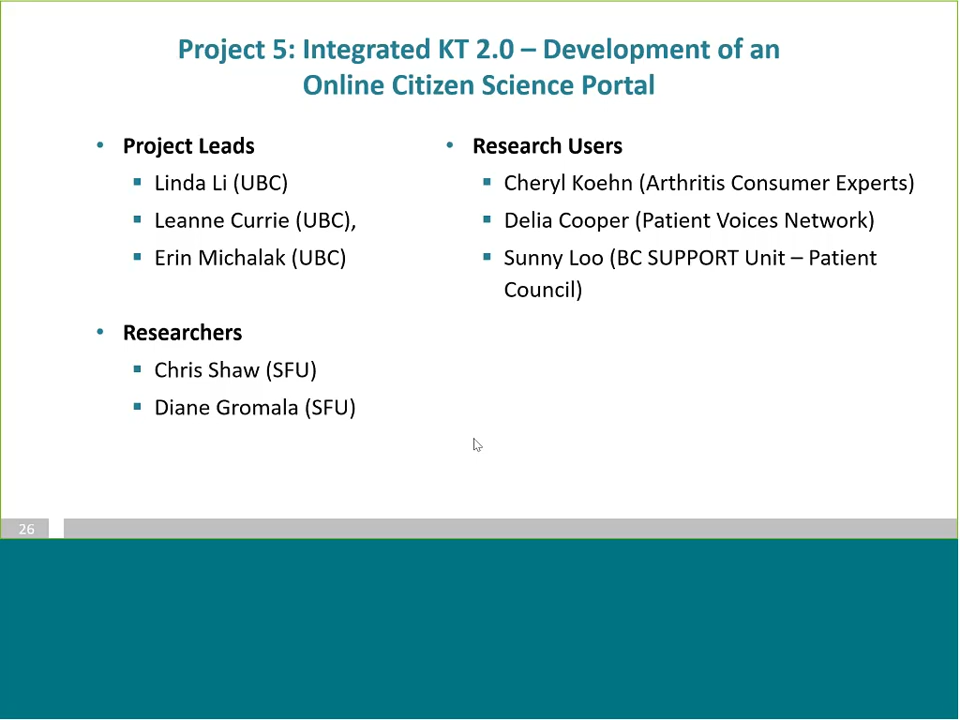 Project 5: Integrated KT 2.0 – Development of an
Online Citizen Science Portal
• Project Leads
▪ Linda Li (UBC)
▪ Leanne Currie (UBC),
▪ Erin Michalak (UBC)
• Researchers
▪ Chris Shaw (SFU)
▪ Diane Gromala (SFU)
• Research Users
▪ Cheryl Koehn (Arthritis Consumer Experts)
▪ Delia Cooper (Patient Voices Network)
▪ Sunny Loo (BC SUPPORT Unit – Patient
Council)
26